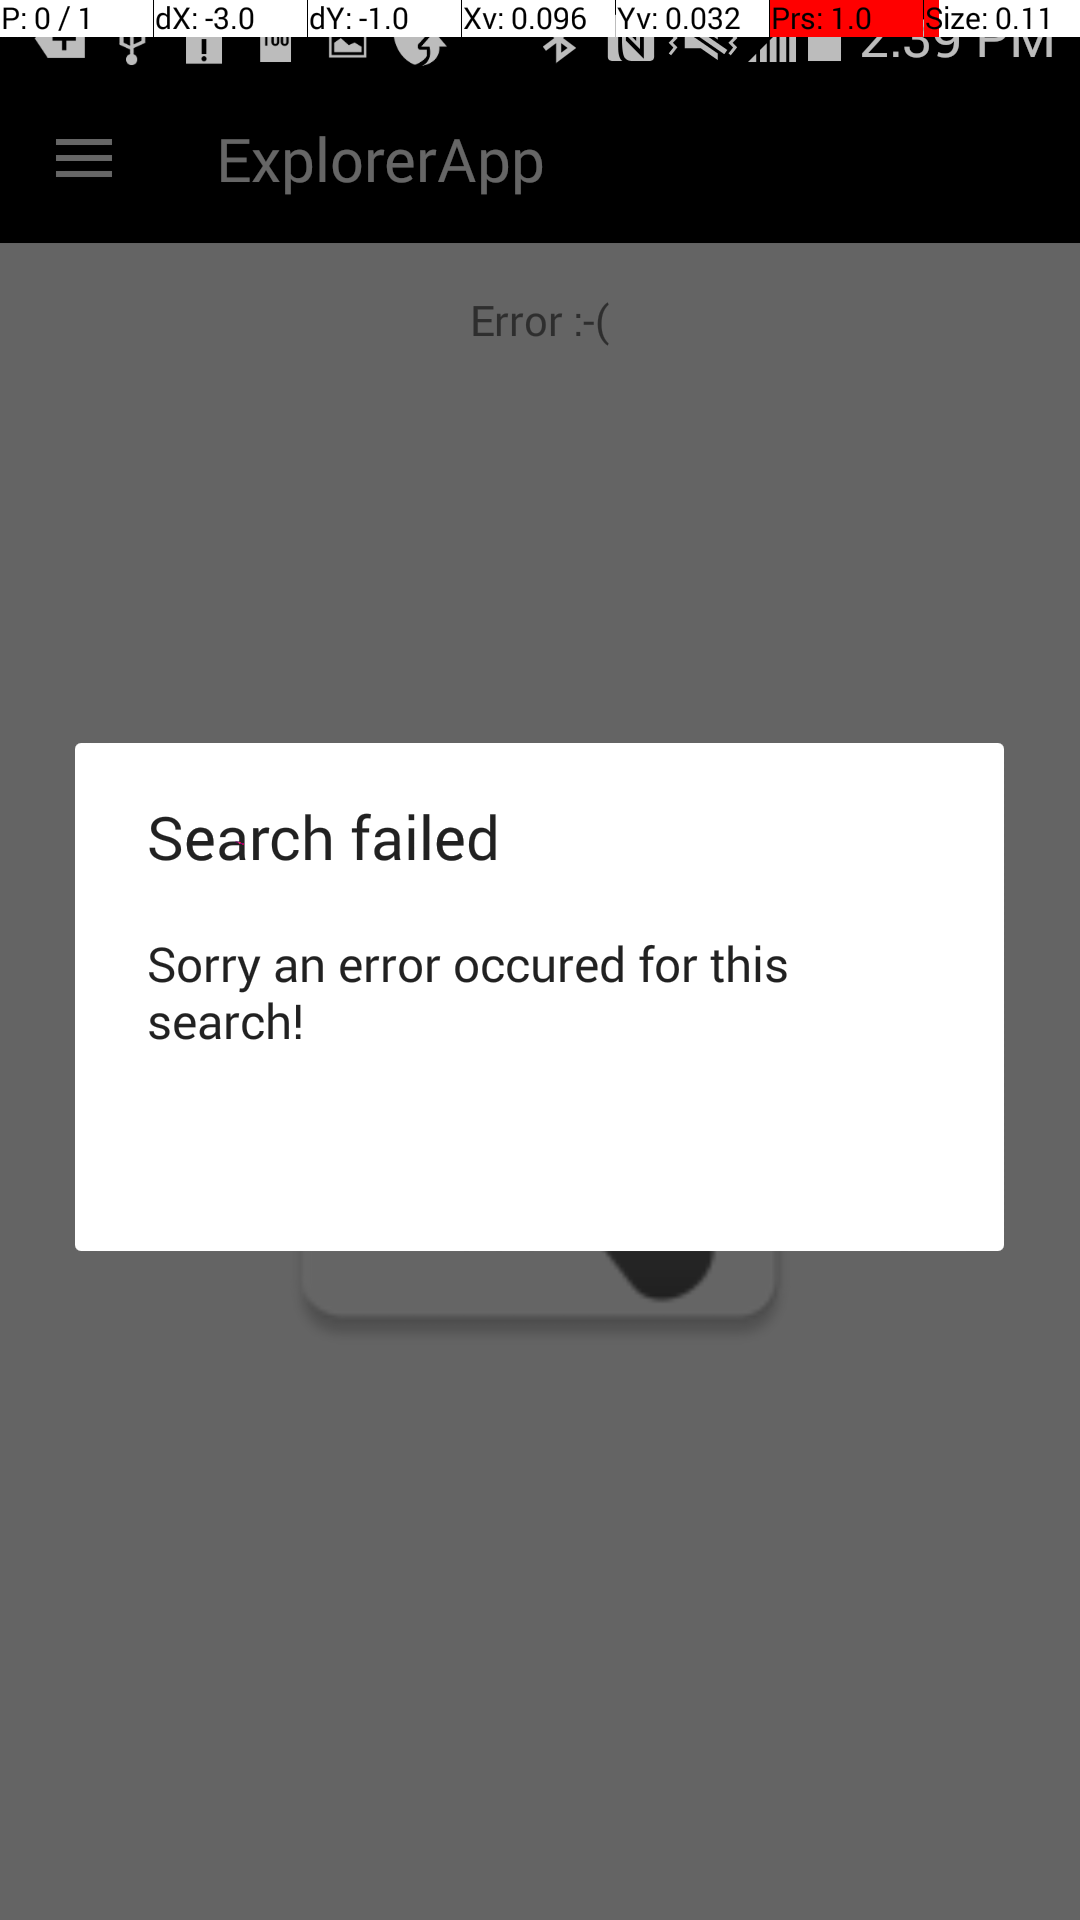 P: 0 / 1 dX: -3.0 dY: -1.0 Xv: 0.096 Yv: 0.032 Prs: 1.0 Size: 0.11
100 2:39 PM
ExplorerApp
Error :-(
Search failed
Sorry an error occured for this
search!